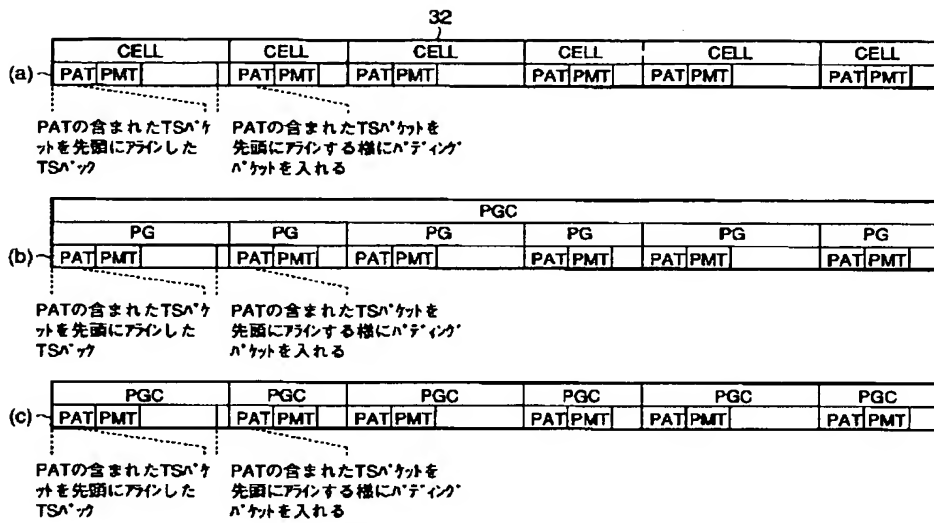 32
CELL CELL CELL CELL CELL CELL
(a) PAT PMT PAT PMT PAT PMT PAT PMT PAT PMT PAT PMT
PATの含まれたTSパケ PATの含まれたTSパケットを
ットを先頭にアラインした 先頭にアラインする様にパディング
TSパック パケットを入れる
PGC
PG PG PG PG PG PG
(b) PAT PMT PAT PMT PAT PMT PAT PMT PAT PMT PAT PMT
PATの含まれたTSパケ PATの含まれたTSパケットを
ットを先頭にアラインした 先頭にアラインする様にパディング
TSパック パケットを入れる
PGC PGC PGC PGC PGC PGC
(c) PAT PMT PAT PMT PAT PMT PAT PMT PAT PMT PAT PMT
PATの含まれたTSパケ PATの含まれたTSパケットを
ットを先頭にアラインした 先頭にアラインする様にパディング
TSパック パケットを入れる